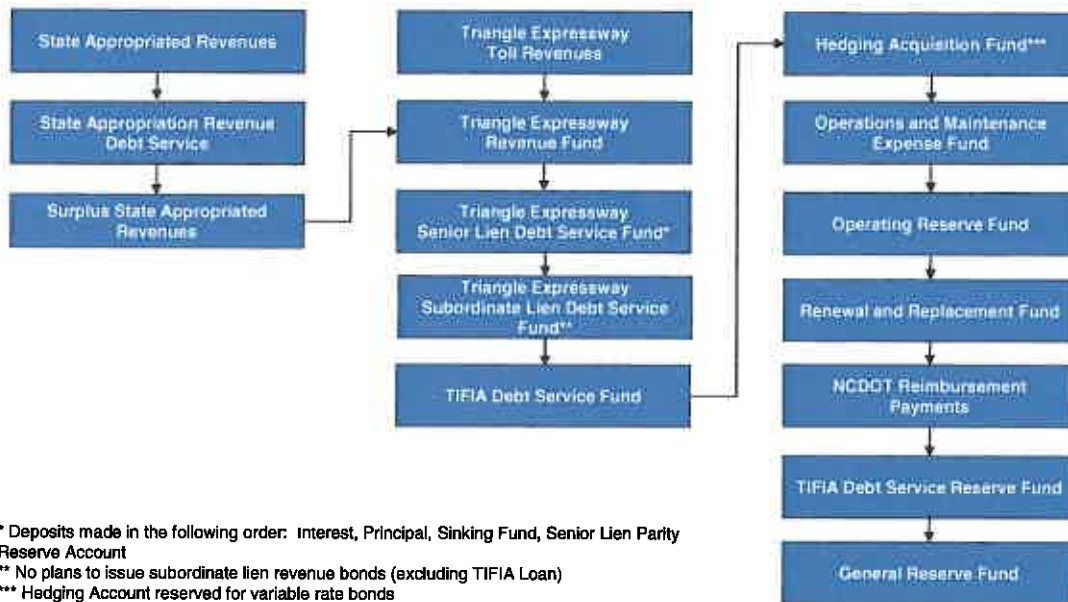 State Appropriated Revenues
State Appropriation Revenue
Debt Service
Surplus State Appropriated
Revenues
Triangle Expressway
Toll Revenues
Triangle Expressway
Revenue Fund
Triangle Expressway
Senior Lien Debt Service Fund*
Triangle Expressway
Subordinate Lien Debt Service
Fund**
TIFIA Debt Service Fund
Hedging Acquisition Fund***
Operations and Maintenance
Expense Fund
Operating Reserve Fund
Renewal and Replacement Fund
NCDOT Reimbursement
Payments
TIFIA Debt Service Reserve Fund
General Reserve Fund
* Deposits made in the following order: Interest, Principal, Sinking Fund, Senior Lien Parity
Reserve Account
** No plans to issue subordinate lien revenue bonds (excluding TIFIA Loan)
*** Hedging Account reserved for variable rate bonds